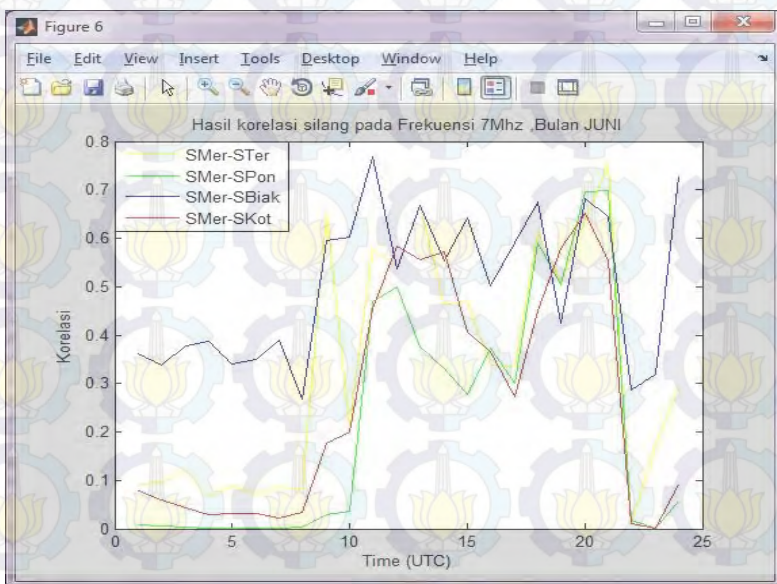 Figure 6
File Edit View Insert Tools Desktop Window Help
Hasil korelasi silang pada Frekuensi 7Mhz ,Bulan JUNI
SMer-STer
SMer-SPon
SMer-SBiak
SMer-SKot
0.8
0.7
0.6
0.5
0.4
0.3
0.2
0.1
0
Korelasi
0 5 10 15 20 25
Time (UTC)